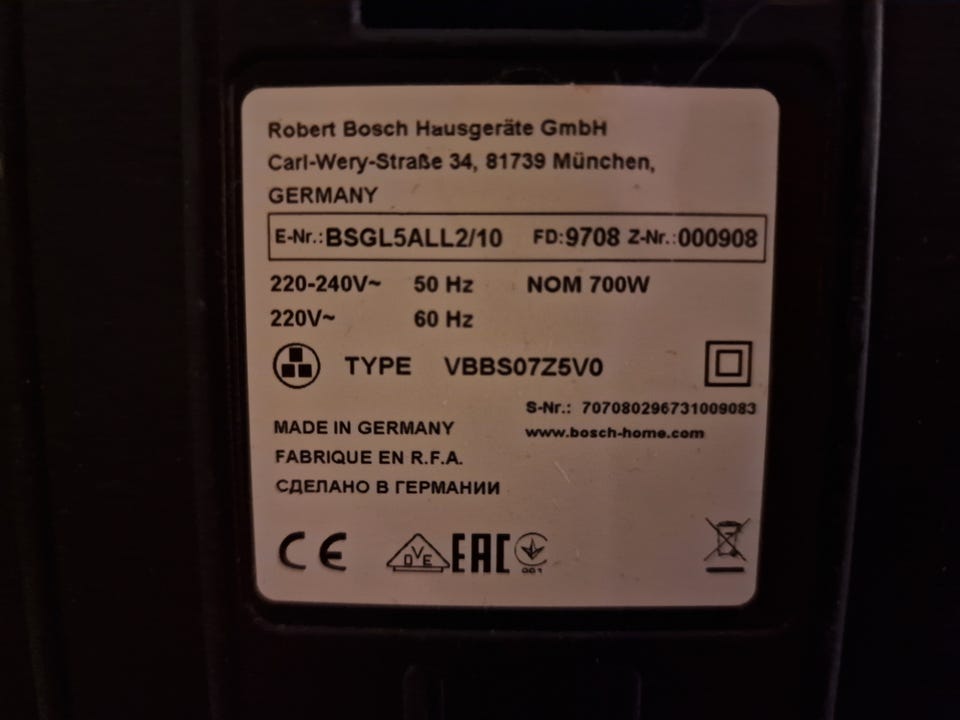 Robert Bosch Hausgeräte GmbH
Carl-Wery-Straße 34, 81739 München,
GERMANY
E-Nr.: BSGL5ALL2/10 FD: 9708 Z-Nr.: 000908
220-240V~ 50 Hz NOM 700W
220V~ 60 Hz
TYPE VBBS07Z5V0
S-Nr.: 707080296731009083
MADE IN GERMANY www.bosch-home.com
FABRIQUE EN R.F.A.
СДЕЛАНО В ГЕРМАНИИ
CE DVE EAC 001